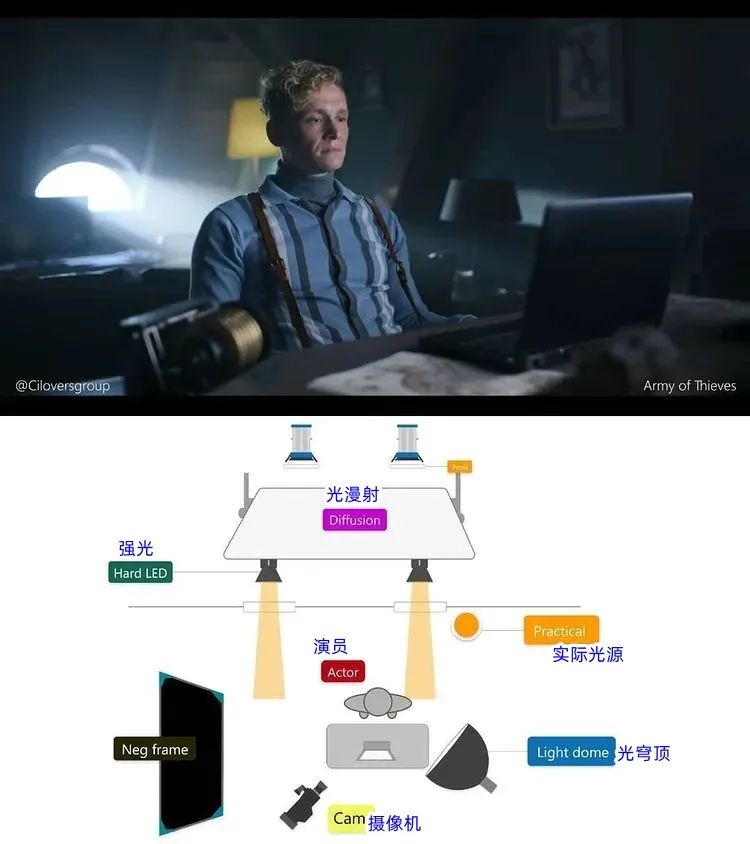 @Ciloversgroup
Army of Thieves
Frost
光漫射
Diffusion
强光
Hard LED
Practical
实际光源
演员
Actor
Neg frame
Light dome
光穹顶
Cam
摄像机